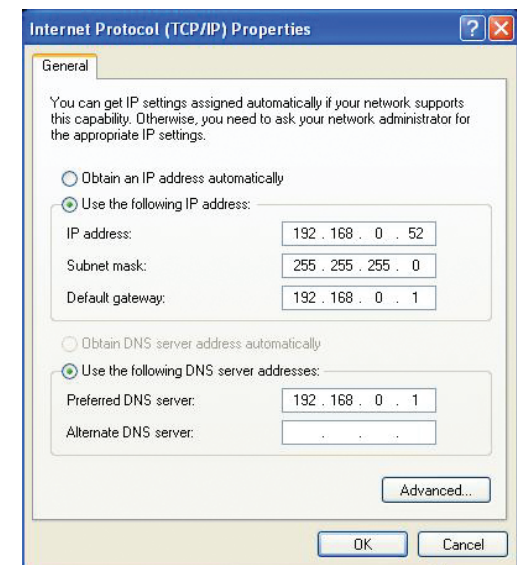 Internet Protocol (TCP/IP) Properties
General
You can get IP settings assigned automatically if your network supports
this capability. Otherwise, you need to ask your network administrator for
the appropriate IP settings.
Obtain an IP address automatically
Use the following IP address:
IP address: 192 . 168 . 0 . 52
Subnet mask: 255 . 255 . 255 . 0
Default gateway: 192 . 168 . 0 . 1
Obtain DNS server address automatically
Use the following DNS server addresses:
Preferred DNS server: 192 . 168 . 0 . 1
Alternate DNS server: . . .
Advanced...
OK Cancel